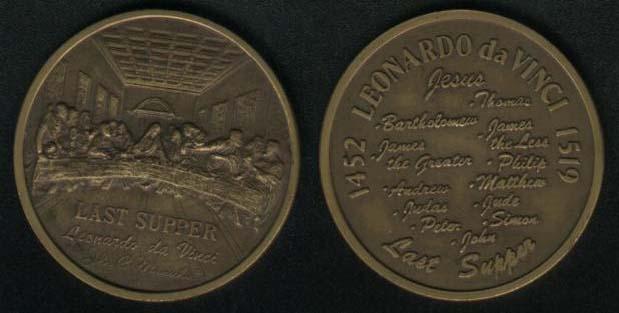 LAST SUPPER
Leonardo da Vinci
LEONARDO da VINCI
1452
1519
Jesus
Thomas
Bartholomew
James
the Less
James
the Greater
Philip
Andrew
Matthew
Judas
Jude
Peter
Simon
John
Last Supper